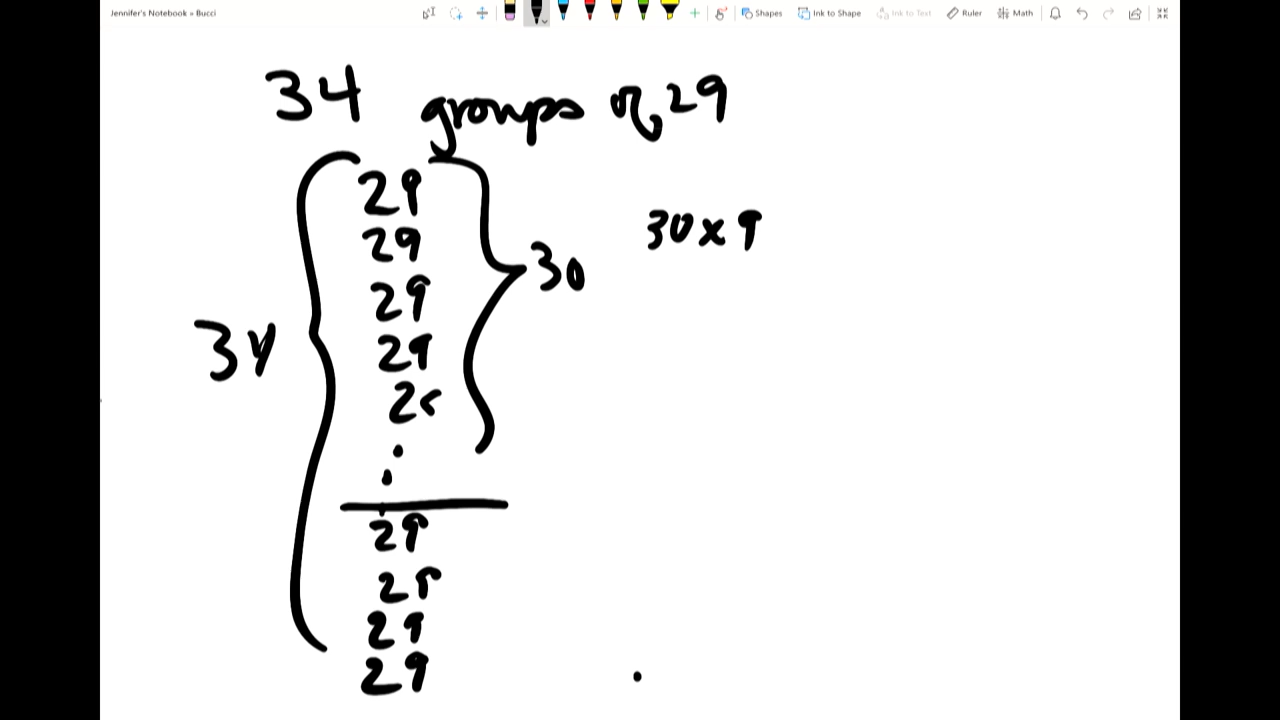 Jennifer's Notebook » Bucci
Shapes Ink to Shape Ink to Text Ruler Math
34 groups of 29
29
29 30 x 9
29 30
29
34
2
29
29
29
29